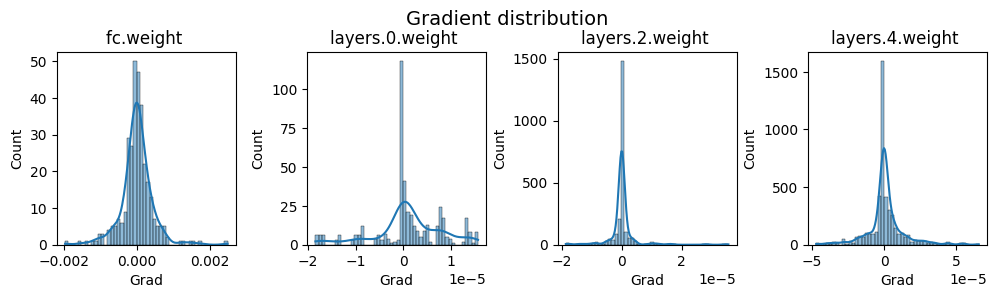 Gradient distribution
fc.weight
50
40
30
20
10
0
Count
−0.002
0.000
0.002
Grad
layers.0.weight
100
75
50
25
0
Count
−2
−1
0
1
1e−5
Grad
layers.2.weight
1500
1000
500
0
Count
−2
0
2
1e−5
Grad
layers.4.weight
1500
1000
500
0
Count
−5
0
5
1e−5
Grad